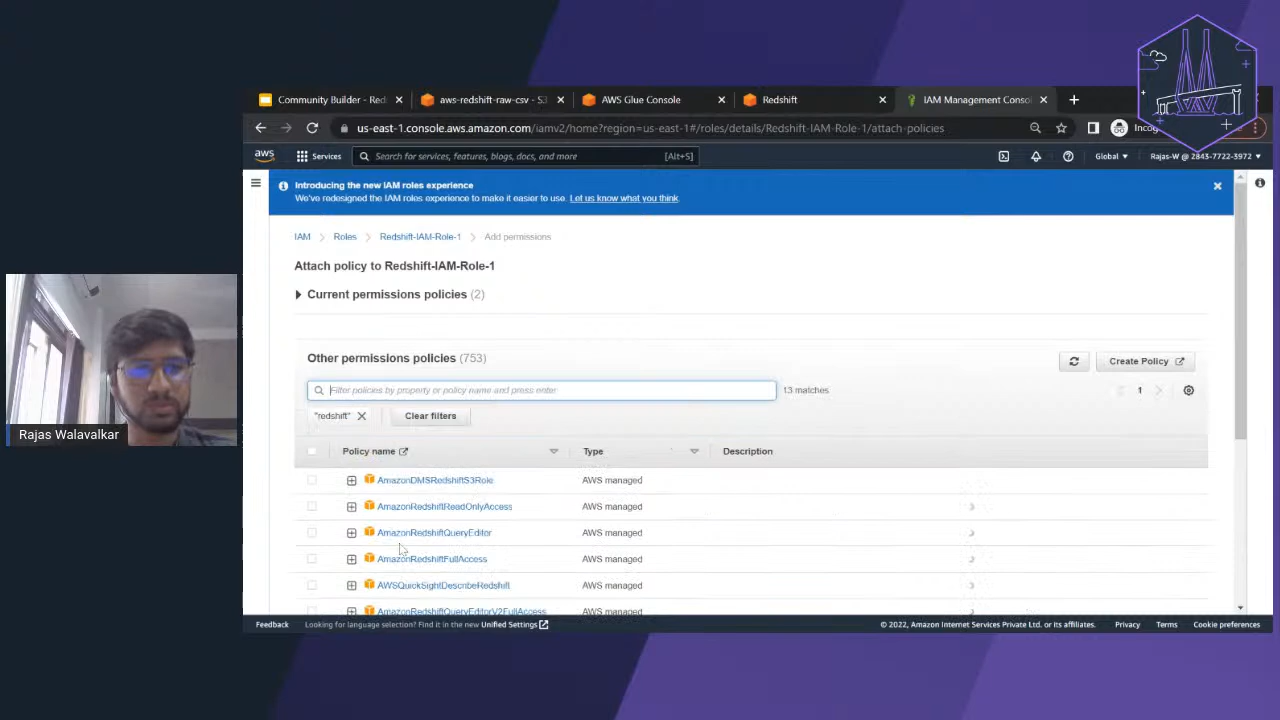 Community Builder - Red
aws-redshift-raw-csv - S3
AWS Glue Console
Redshift
IAM Management Conso
us-east-1.console.aws.amazon.com/iamv2/home?region=us-east-1#/roles/details/Redshift-IAM-Role-1/attach-policies
Incog
aws
Services
Search for services, features, blogs, docs, and more
[Alt+S]
Global
Rajas-W @ 2843-7722-3972
Introducing the new IAM roles experience
We've redesigned the IAM roles experience to make it easier to use. Let us know what you think.
IAM > Roles > Redshift-IAM-Role-1 > Add permissions
Attach policy to Redshift-IAM-Role-1
Current permissions policies (2)
Other permissions policies (753)
Create Policy
Filter policies by property or policy name and press enter
13 matches
1
"redshift"
Clear filters
Policy name
Type
Description
AmazonDMSRedshiftS3Role AWS managed
AmazonRedshiftReadOnlyAccess AWS managed
AmazonRedshiftQueryEditor AWS managed
AmazonRedshiftFullAccess AWS managed
AWSQuickSightDescribeRedshift AWS managed
AmazonRedshiftQueryEditorV2FullAccess AWS managed
Feedback
Looking for language selection? Find it in the new Unified Settings
© 2022, Amazon Internet Services Private Ltd. or its affiliates.
Privacy
Terms
Cookie preferences
Rajas Walavalkar